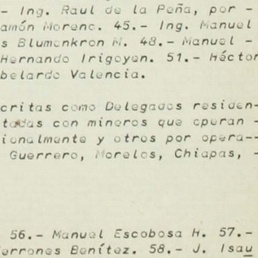 - Ing. Raul de la Peña, por -
amón Moreno. 45.- Ing. Manuel
s Blumenkron M. 48.- Manuel -
Hernando Irigoyen. 51.- Héctor
belardo Valencia.
critas como Delegados residen-
tadas con mineros que operan -
ionalmente y otros por opera--
Guerrero, Morelos, Chiapas, -
56.- Manuel Escobosa H. 57.-
errones Benítez. 58.- J. Isau